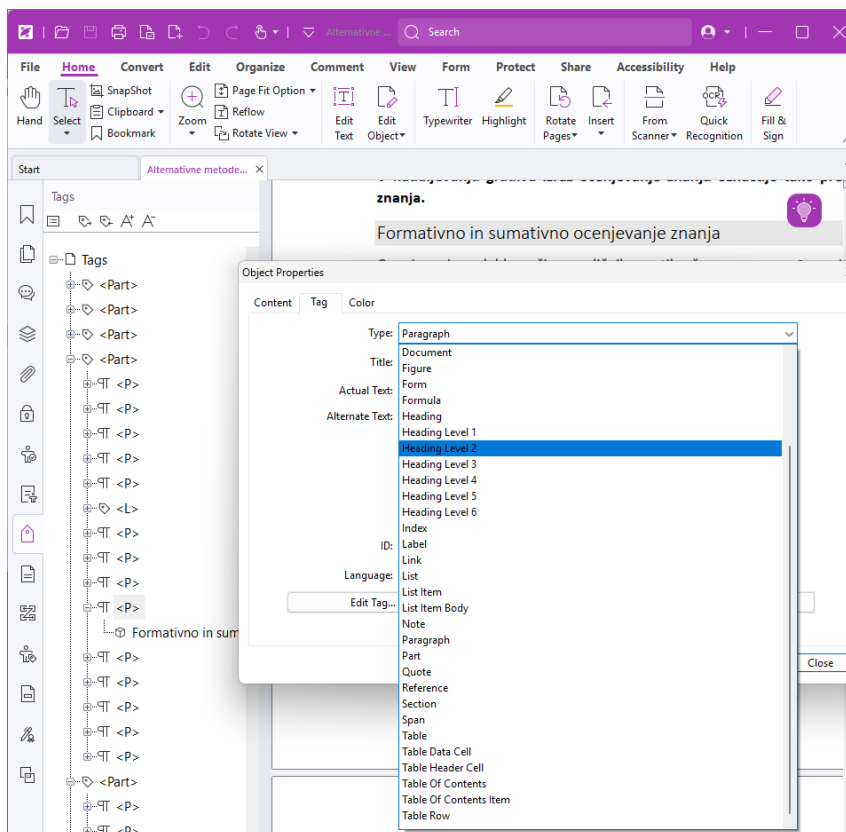 Alternativne ...
Search
File Home Convert Edit Organize Comment View Form Protect Share Accessibility Help
Hand
Select
SnapShot
Clipboard
Bookmark
Zoom
Page Fit Option
Reflow
Rotate View
Edit Text
Edit Object
Typewriter
Highlight
Rotate Pages
Insert
From Scanner
OCR
Quick Recognition
Fill & Sign
Start
Alternativne metode...
Tags
znanja.
Formativno in sumativno ocenjevanje znanja
Tags
<Part>
<Part>
<Part>
<Part>
<P>
<P>
<P>
<P>
<P>
<L>
<P>
<P>
<P>
<P>
Formativno in sum
<P>
<P>
<P>
<P>
<P>
<Part>
<P>
<P>
Object Properties
Content Tag Color
Type: Paragraph
Title:
Actual Text:
Alternate Text:
ID:
Language:
Edit Tag...
Document
Figure
Form
Formula
Heading
Heading Level 1
Heading Level 2
Heading Level 3
Heading Level 4
Heading Level 5
Heading Level 6
Index
Label
Link
List
List Item
List Item Body
Note
Paragraph
Part
Quote
Reference
Section
Span
Table
Table Data Cell
Table Header Cell
Table Of Contents
Table Of Contents Item
Table Row
Close